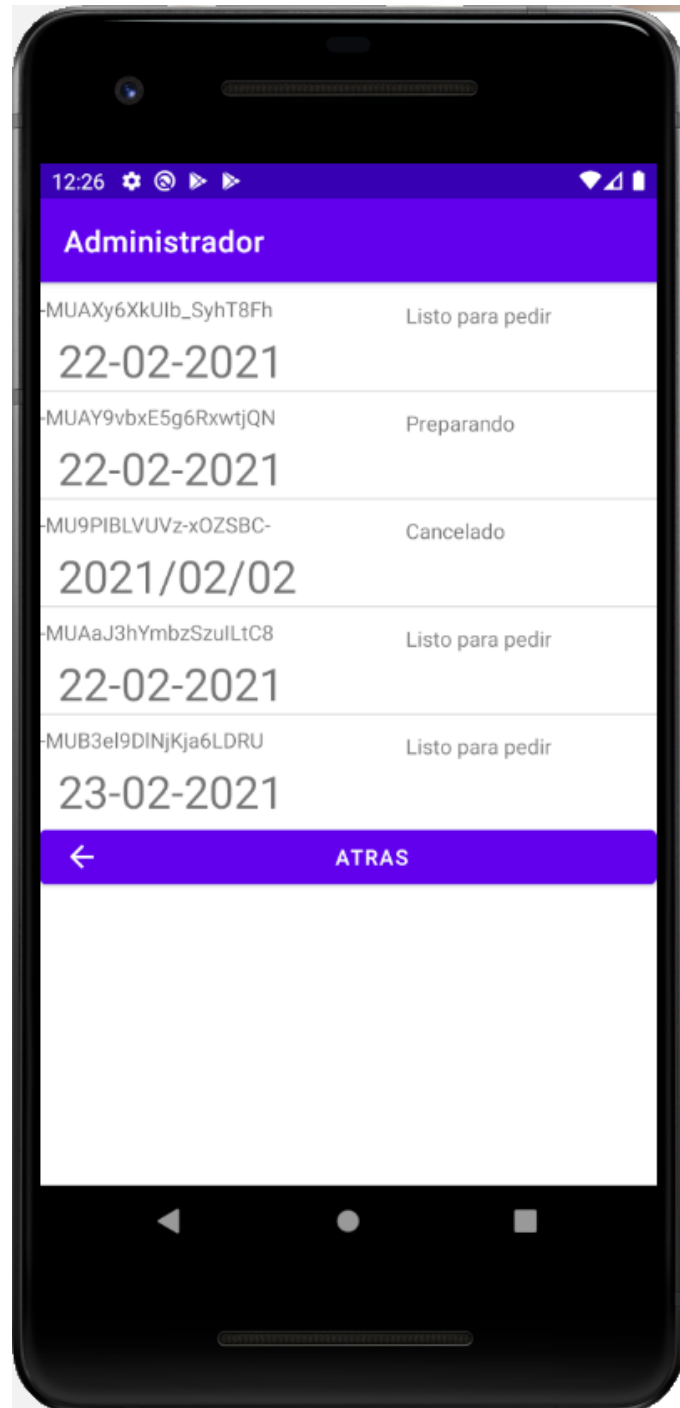 12:26
Administrador
-MUAXy6XkUIb_SyhT8Fh
Listo para pedir
22-02-2021
-MUAY9vbxE5g6RxwtjQN
Preparando
22-02-2021
-MU9PIBLVUVz-xOZSBC-
Cancelado
2021/02/02
-MUAaJ3hYmbzSzuILtC8
Listo para pedir
22-02-2021
-MUB3el9DlNjKja6LDRU
Listo para pedir
23-02-2021
ATRAS